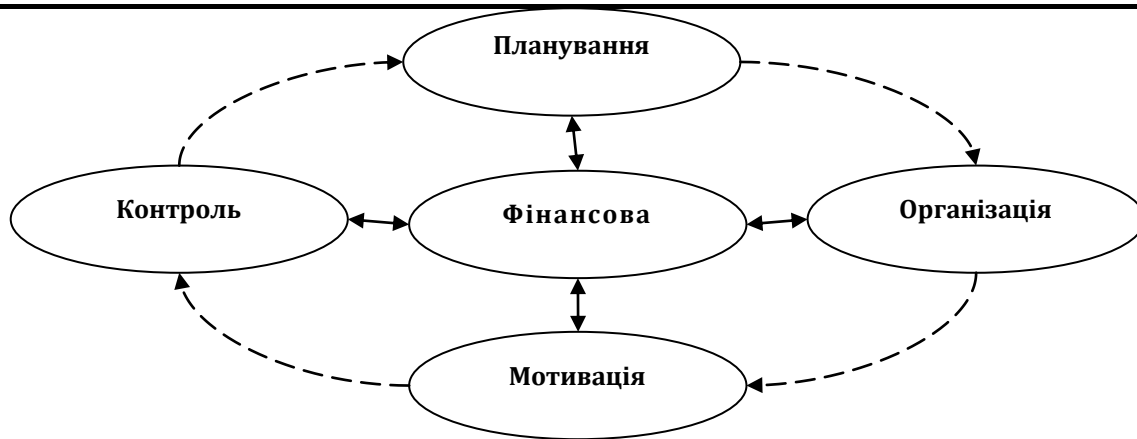 Планування
Контроль
Фінансова
Організація
Мотивація